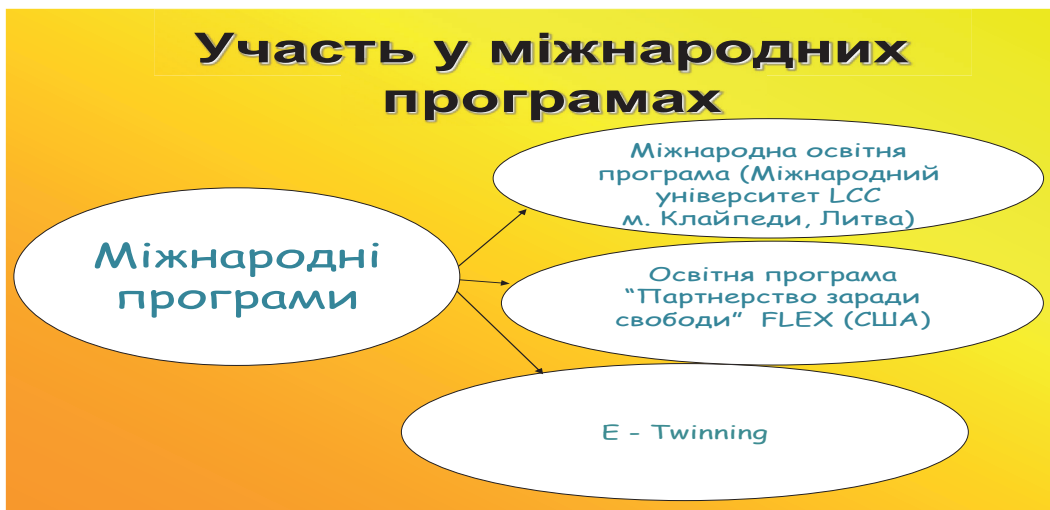 Участь у міжнародних
програмах
Міжнародна освітня
програма (Міжнародний
університет LCC
м. Клайпеди, Литва)
Міжнародні
програми
Освітня програма
“Партнерство заради
свободи” FLEX (США)
E - Twinning